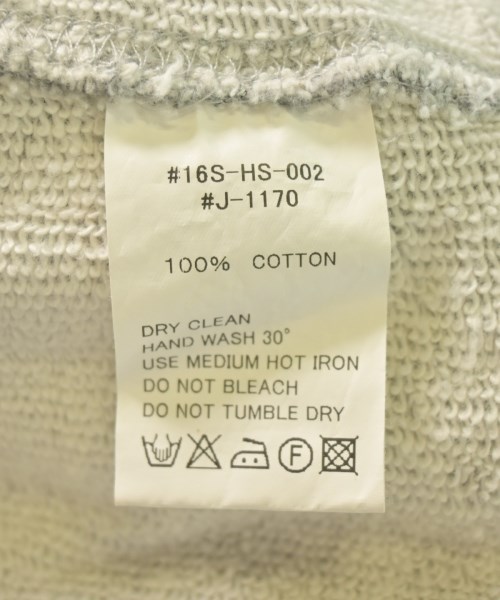 #16S-HS-002
#J-1170
100% COTTON
DRY CLEAN
HAND WASH 30°
USE MEDIUM HOT IRON
DO NOT BLEACH
DO NOT TUMBLE DRY
F